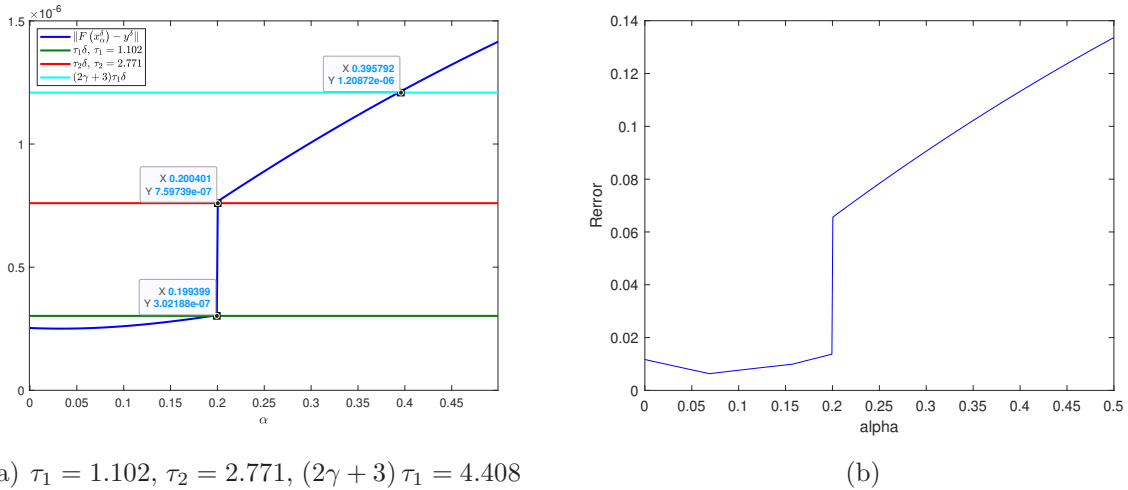 ×10⁻⁶
1.5
1
0.5
0
‖F(x_α^δ) − y^δ‖
τ₁δ, τ₁ = 1.102
τ₂δ, τ₂ = 2.771
(2γ + 3)τ₁δ
X 0.395792
Y 1.20872e-06
X 0.200401
Y 7.59739e-07
X 0.199399
Y 3.02188e-07
0 0.05 0.1 0.15 0.2 0.25 0.3 0.35 0.4 0.45
α
a) τ₁ = 1.102, τ₂ = 2.771, (2γ + 3) τ₁ = 4.408
0.14
0.12
0.1
0.08
0.06
0.04
0.02
0
Rerror
0 0.05 0.1 0.15 0.2 0.25 0.3 0.35 0.4 0.45 0.5
alpha
(b)